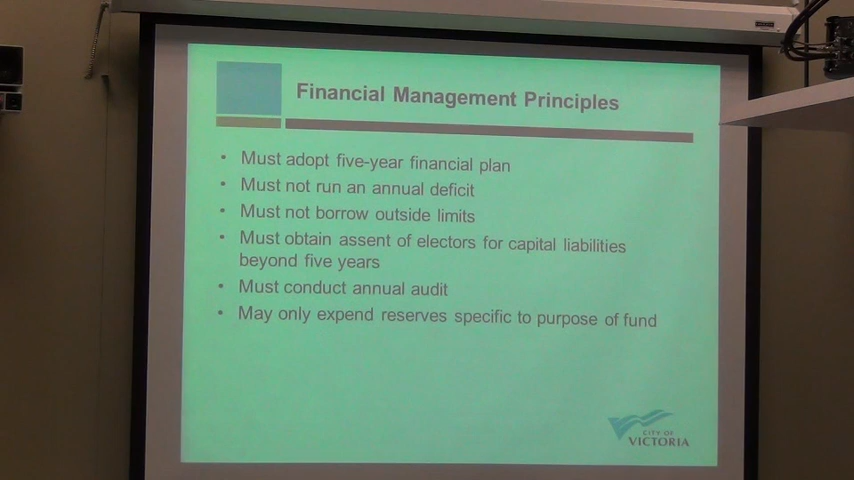 Financial Management Principles
• Must adopt five-year financial plan
• Must not run an annual deficit
• Must not borrow outside limits
• Must obtain assent of electors for capital liabilities
beyond five years
• Must conduct annual audit
• May only expend reserves specific to purpose of fund
CITY OF
VICTORIA